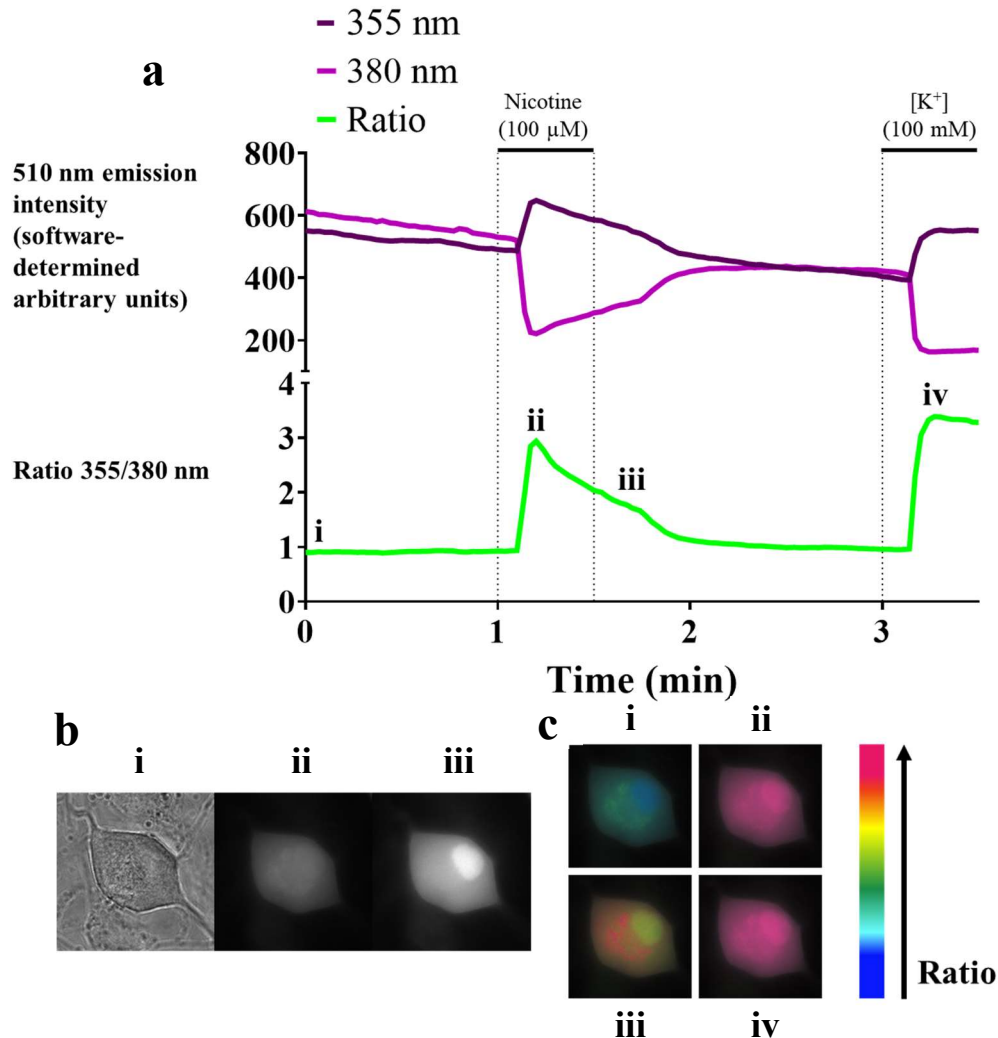 a
355 nm
380 nm
Ratio
Nicotine
(100 µM)
[K⁺]
(100 mM)
510 nm emission
intensity
(software-
determined
arbitrary units)
800
600
400
200
4
3
2
1
0
Ratio 355/380 nm
i
ii
iii
iv
0
1
2
3
Time (min)
b
i
ii
iii
c
i
ii
iii
iv
Ratio